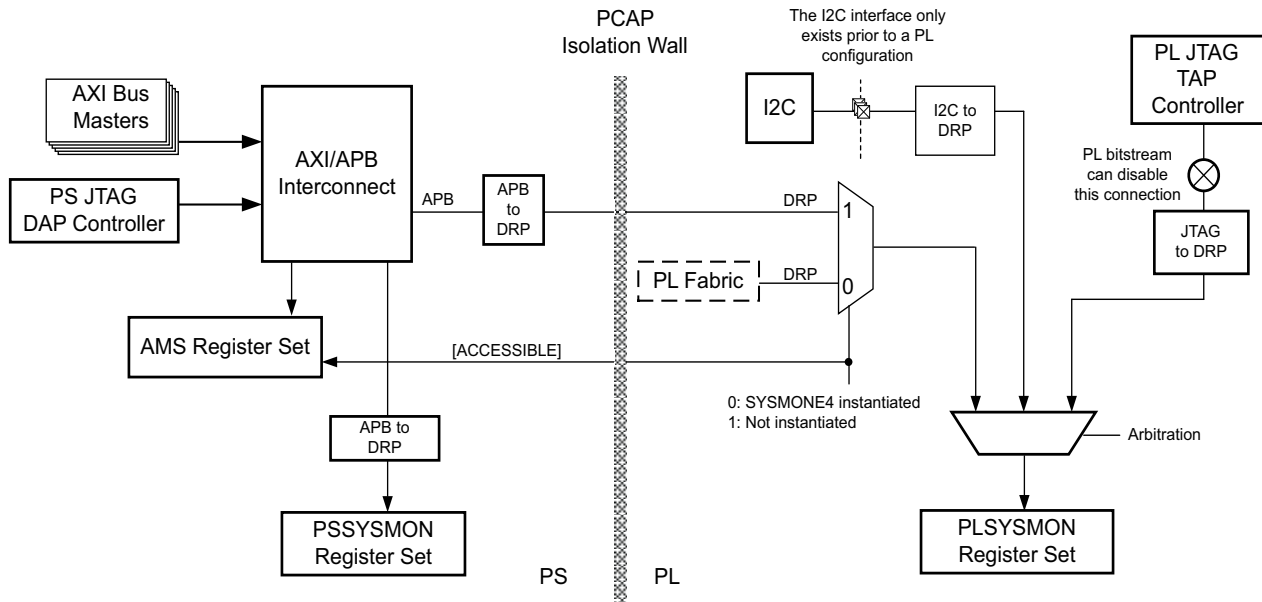 PCAP
Isolation Wall
The I2C interface only
exists prior to a PL
configuration
AXI Bus
Masters
AXI/APB
Interconnect
PS JTAG
DAP Controller
APB
APB
to
DRP
I2C
I2C to
DRP
PL JTAG
TAP
Controller
PL bitstream
can disable
this connection
JTAG
to DRP
DRP
1
PL Fabric
DRP
0
AMS Register Set
[ACCESSIBLE]
0: SYSMONE4 instantiated
1: Not instantiated
Arbitration
APB to
DRP
PSSYSMON
Register Set
PLSYSMON
Register Set
PS
PL